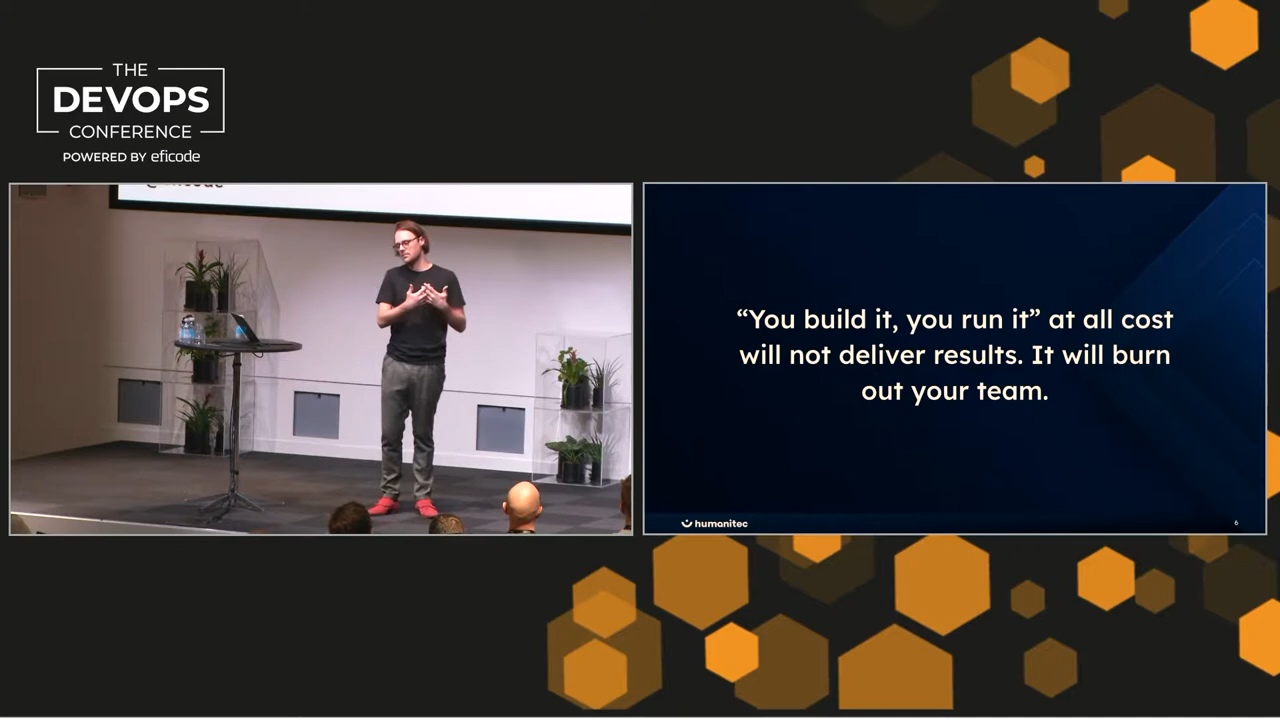 THE
DEVOPS
CONFERENCE
POWERED BY eficode
“You build it, you run it” at all cost
will not deliver results. It will burn
out your team.
humanitec
6